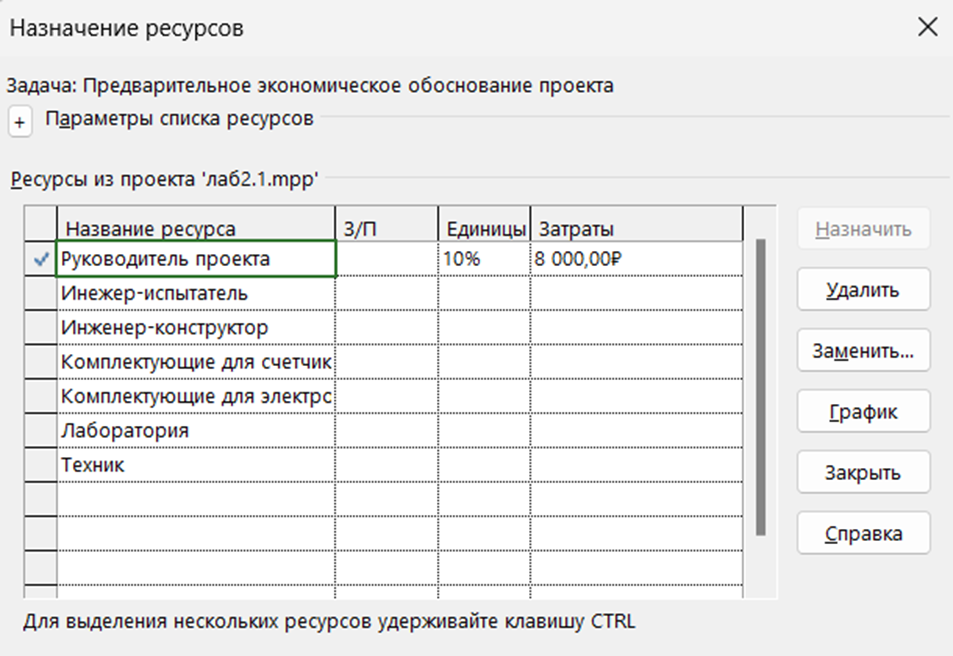 Назначение ресурсов
Задача: Предварительное экономическое обоснование проекта
+ Параметры списка ресурсов
Ресурсы из проекта 'лаб2.1.mpp'
Название ресурса З/П Единицы Затраты
Руководитель проекта 10% 8 000,00₽
Инежер-испытатель
Инженер-конструктор
Комплектующие для счетчик
Комплектующие для электрс
Лаборатория
Техник
Назначить
Удалить
Заменить...
График
Закрыть
Справка
Для выделения нескольких ресурсов удерживайте клавишу CTRL